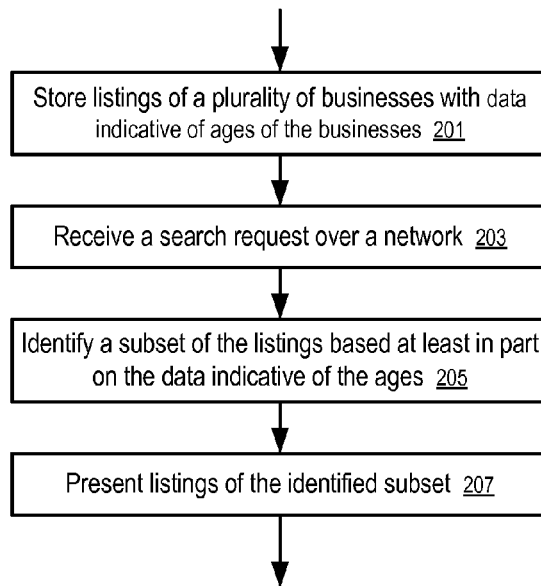 Store listings of a plurality of businesses with data
indicative of ages of the businesses 201
Receive a search request over a network 203
Identify a subset of the listings based at least in part
on the data indicative of the ages 205
Present listings of the identified subset 207